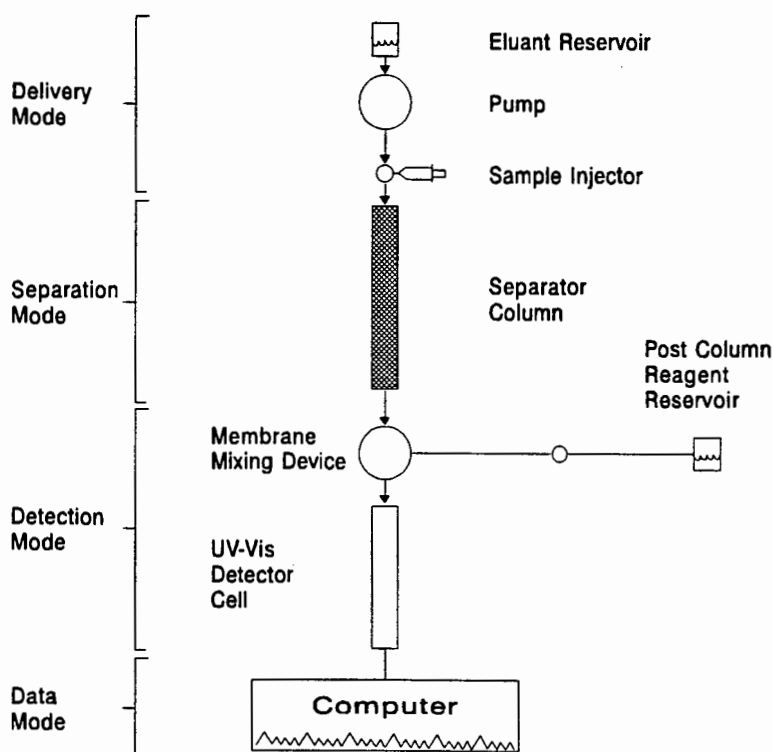 Delivery
Mode
Eluant Reservoir
Pump
Sample Injector
Separation
Mode
Separator
Column
Post Column
Reagent
Reservoir
Membrane
Mixing Device
Detection
Mode
UV-Vis
Detector
Cell
Data
Mode
Computer